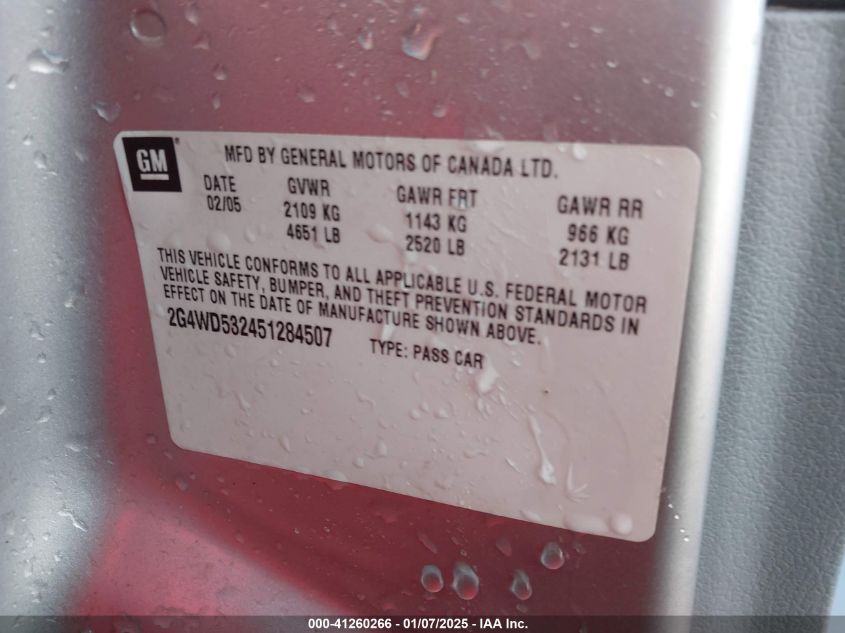 GM
MFD BY GENERAL MOTORS OF CANADA LTD.
DATE GVWR GAWR FRT GAWR RR
02/05 2109 KG 1143 KG 966 KG
4651 LB 2520 LB 2131 LB
THIS VEHICLE CONFORMS TO ALL APPLICABLE U.S. FEDERAL MOTOR
VEHICLE SAFETY, BUMPER, AND THEFT PREVENTION STANDARDS IN
EFFECT ON THE DATE OF MANUFACTURE SHOWN ABOVE.
2G4WD532451284507 TYPE: PASS CAR
000-41260266 - 01/07/2025 - IAA Inc.